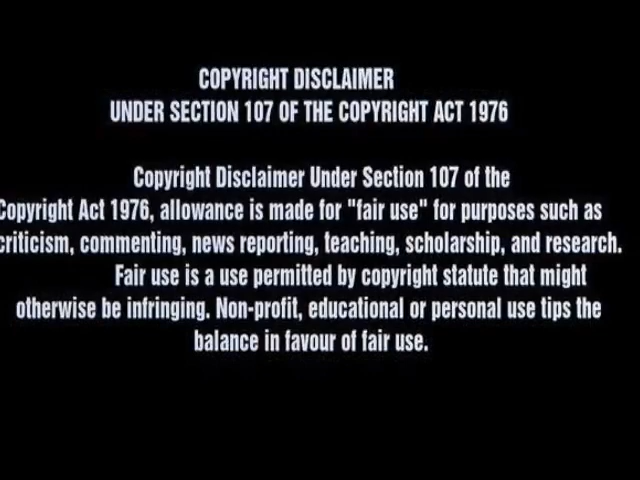 COPYRIGHT DISCLAIMER
UNDER SECTION 107 OF THE COPYRIGHT ACT 1976
Copyright Disclaimer Under Section 107 of the
Copyright Act 1976, allowance is made for "fair use" for purposes such as
criticism, commenting, news reporting, teaching, scholarship, and research.
Fair use is a use permitted by copyright statute that might
otherwise be infringing. Non-profit, educational or personal use tips the
balance in favour of fair use.